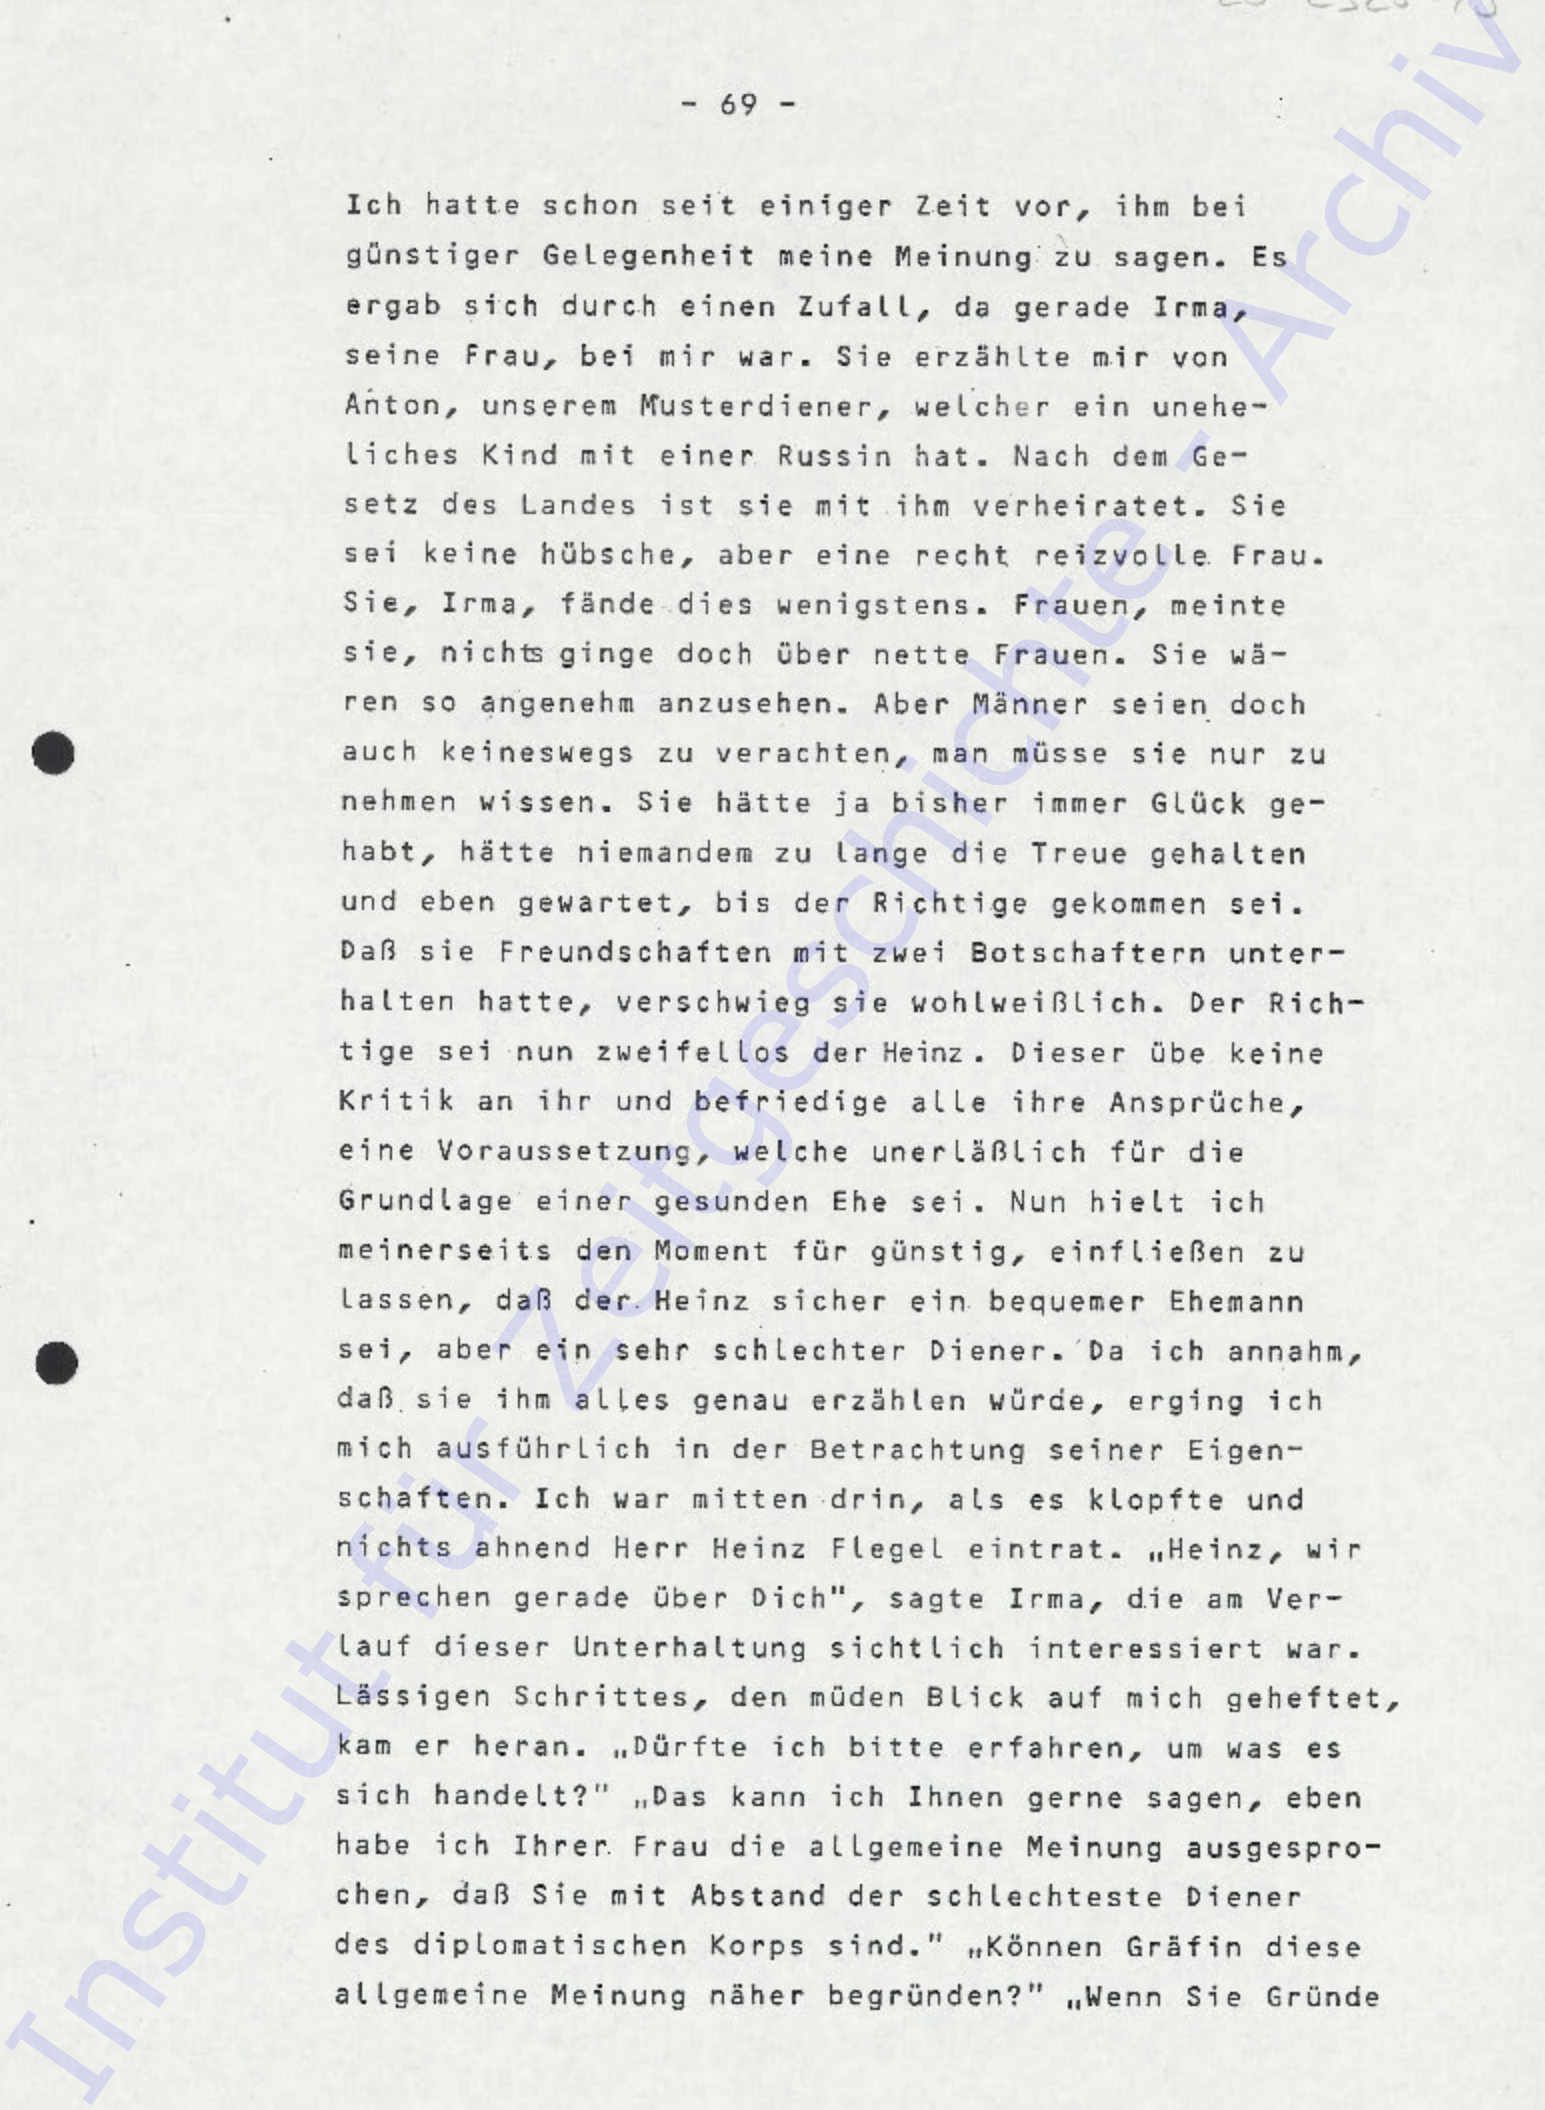 - 69 -
Ich hatte schon seit einiger Zeit vor, ihm bei
günstiger Gelegenheit meine Meinung zu sagen. Es
ergab sich durch einen Zufall, da gerade Irma,
seine Frau, bei mir war. Sie erzählte mir von
Anton, unserem Musterdiener, welcher ein unehe-
liches Kind mit einer Russin hat. Nach dem Ge-
setz des Landes ist sie mit ihm verheiratet. Sie
sei keine hübsche, aber eine recht reizvolle Frau.
Sie, Irma, fände dies wenigstens. Frauen, meinte
sie, nichts ginge doch über nette Frauen. Sie wä-
ren so angenehm anzusehen. Aber Männer seien doch
auch keineswegs zu verachten, man müsse sie nur zu
nehmen wissen. Sie hätte ja bisher immer Glück ge-
habt, hätte niemandem zu lange die Treue gehalten
und eben gewartet, bis der Richtige gekommen sei.
Daß sie Freundschaften mit zwei Botschaftern unter-
halten hatte, verschwieg sie wohlweißlich. Der Rich-
tige sei nun zweifellos der Heinz. Dieser übe keine
Kritik an ihr und befriedige alle ihre Ansprüche,
eine Voraussetzung, welche unerläßlich für die
Grundlage einer gesunden Ehe sei. Nun hielt ich
meinerseits den Moment für günstig, einfließen zu
lassen, daß der Heinz sicher ein bequemer Ehemann
sei, aber ein sehr schlechter Diener. Da ich annahm,
daß sie ihm alles genau erzählen würde, erging ich
mich ausführlich in der Betrachtung seiner Eigen-
schaften. Ich war mitten drin, als es klopfte und
nichts ahnend Herr Heinz Flegel eintrat. „Heinz, wir
sprechen gerade über Dich", sagte Irma, die am Ver-
lauf dieser Unterhaltung sichtlich interessiert war.
Lässigen Schrittes, den müden Blick auf mich geheftet,
kam er heran. „Dürfte ich bitte erfahren, um was es
sich handelt?" „Das kann ich Ihnen gerne sagen, eben
habe ich Ihrer Frau die allgemeine Meinung ausgespro-
chen, daß Sie mit Abstand der schlechteste Diener
des diplomatischen Korps sind." „Können Gräfin diese
allgemeine Meinung näher begründen?" „Wenn Sie Gründe
Institut für Zeitgeschichte - Archiv